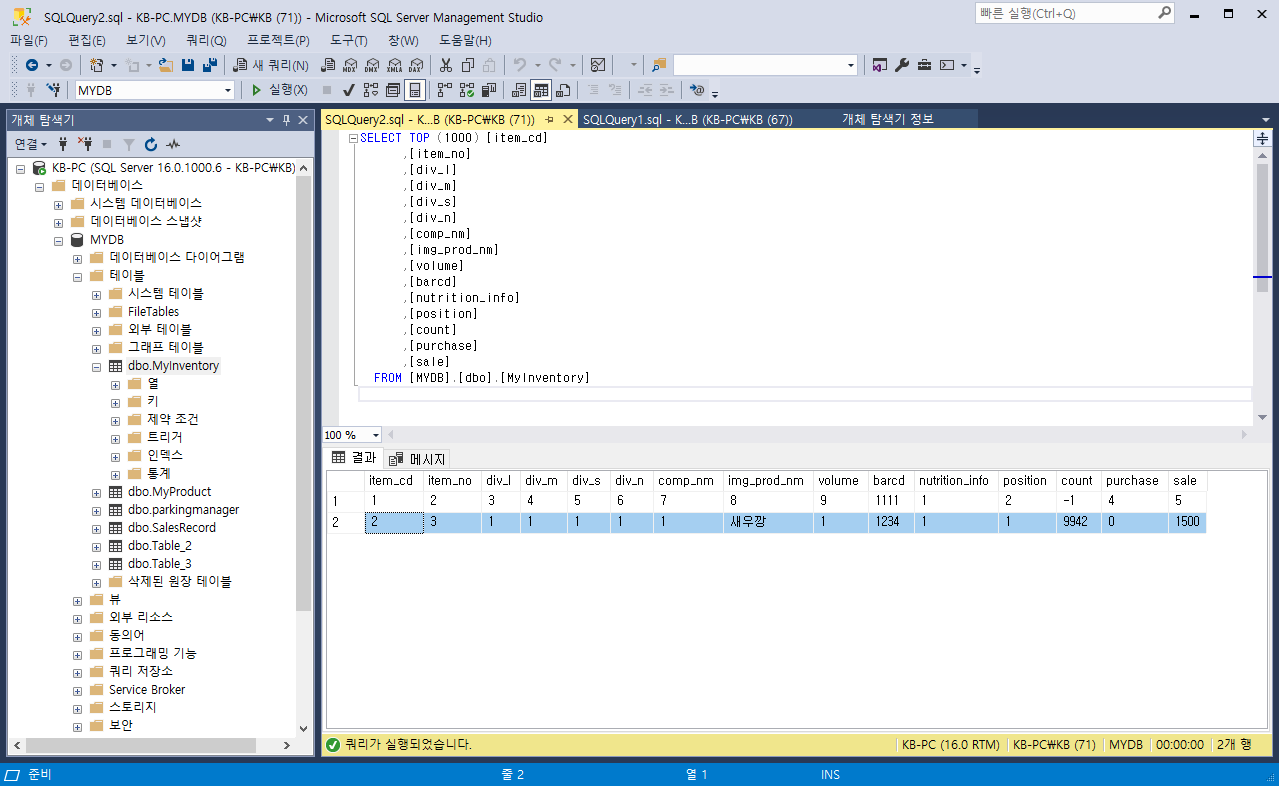 SQLQuery2.sql - KB-PC.MYDB (KB-PC₩KB (71)) - Microsoft SQL Server Management Studio
빠른 실행(Ctrl+Q)
파일(F) 편집(E) 보기(V) 쿼리(Q) 프로젝트(P) 도구(T) 창(W) 도움말(H)
새 쿼리(N) MDX DMX XMLA DAX
MYDB 실행(X)
개체 탐색기
SQLQuery2.sql - K...B (KB-PC₩KB (71)) SQLQuery1.sql - K...B (KB-PC₩KB (67)) 개체 탐색기 정보
연결
KB-PC (SQL Server 16.0.1000.6 - KB-PC₩KB)
데이터베이스
시스템 데이터베이스
데이터베이스 스냅샷
MYDB
데이터베이스 다이어그램
테이블
시스템 테이블
FileTables
외부 테이블
그래프 테이블
dbo.MyInventory
열
키
제약 조건
트리거
인덱스
통계
dbo.MyProduct
dbo.parkingmanager
dbo.SalesRecord
dbo.Table_2
dbo.Table_3
삭제된 원장 테이블
뷰
외부 리소스
동의어
프로그래밍 기능
쿼리 저장소
Service Broker
스토리지
보안
SELECT TOP (1000) [item_cd]
,[item_no]
,[div_l]
,[div_m]
,[div_s]
,[div_n]
,[comp_nm]
,[img_prod_nm]
,[volume]
,[barcd]
,[nutrition_info]
,[position]
,[count]
,[purchase]
,[sale]
FROM [MYDB].[dbo].[MyInventory]
100 %
결과 메시지
item_cd item_no div_l div_m div_s div_n comp_nm img_prod_nm volume barcd nutrition_info position count purchase sale
1 1 2 3 4 5 6 7 8 9 1111 1 2 -1 4 5
2 2 3 1 1 1 1 1 새우깡 1 1234 1 1 9942 0 1500
쿼리가 실행되었습니다. KB-PC (16.0 RTM) KB-PC₩KB (71) MYDB 00:00:00 2개 행
준비 줄 2 열 1 INS